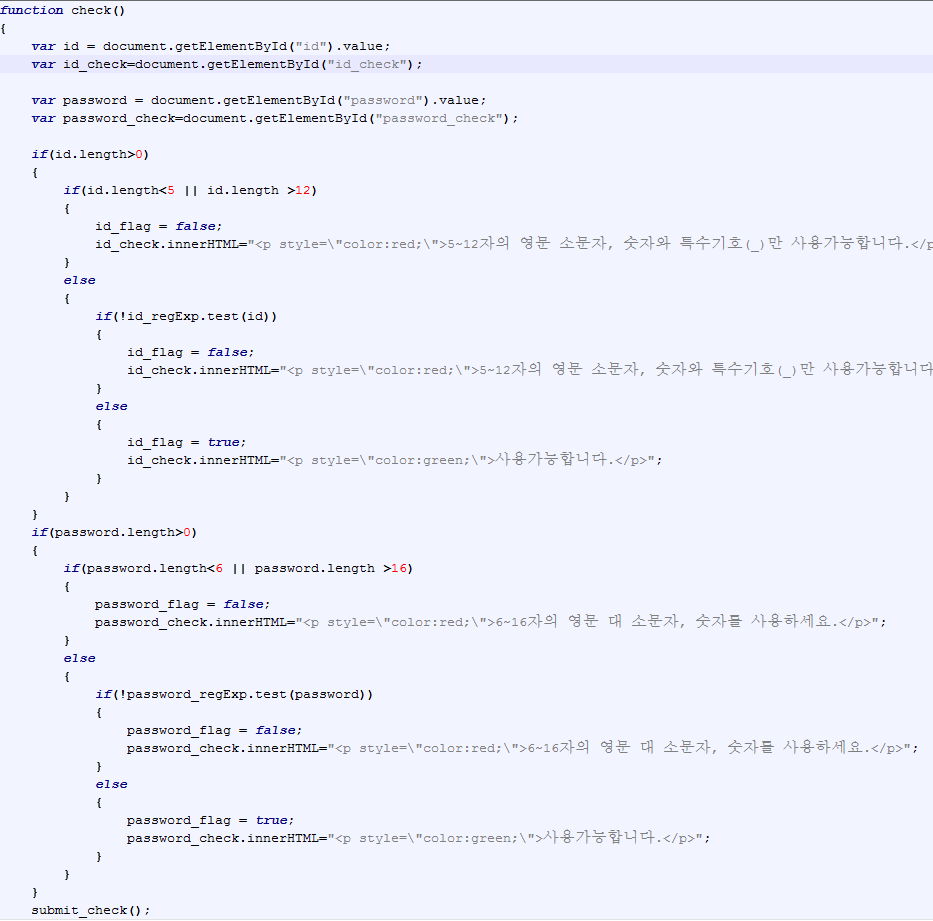 function check()
{
    var id = document.getElementById("id").value;
    var id_check=document.getElementById("id_check");

    var password = document.getElementById("password").value;
    var password_check=document.getElementById("password_check");

    if(id.length>0)
    {
        if(id.length<5 || id.length >12)
        {
            id_flag = false;
            id_check.innerHTML="<p style=\"color:red;\">5~12자의 영문 소문자, 숫자와 특수기호(_)만 사용가능합니다.</p
        }
        else
        {
            if(!id_regExp.test(id))
            {
                id_flag = false;
                id_check.innerHTML="<p style=\"color:red;\">5~12자의 영문 소문자, 숫자와 특수기호(_)만 사용가능합니다
            }
            else
            {
                id_flag = true;
                id_check.innerHTML="<p style=\"color:green;\">사용가능합니다.</p>";
            }
        }
    }
    if(password.length>0)
    {
        if(password.length<6 || password.length >16)
        {
            password_flag = false;
            password_check.innerHTML="<p style=\"color:red;\">6~16자의 영문 대 소문자, 숫자를 사용하세요.</p>";
        }
        else
        {
            if(!password_regExp.test(password))
            {
                password_flag = false;
                password_check.innerHTML="<p style=\"color:red;\">6~16자의 영문 대 소문자, 숫자를 사용하세요.</p>";
            }
            else
            {
                password_flag = true;
                password_check.innerHTML="<p style=\"color:green;\">사용가능합니다.</p>";
            }
        }
    }
    submit_check();